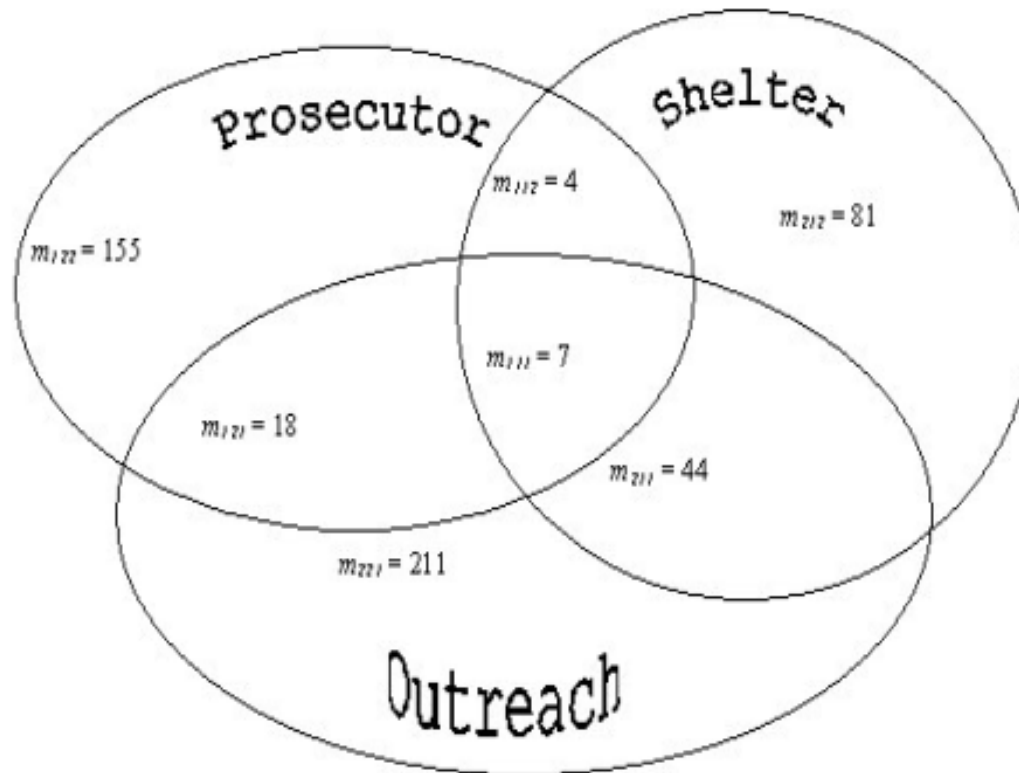 Prosecutor
Shelter
m₁₁₂ = 4
m₂₁₂ = 81
m₁₂₂ = 155
m₁₁₁ = 7
m₁₂₁ = 18
m₂₁₁ = 44
m₂₂₁ = 211
Outreach